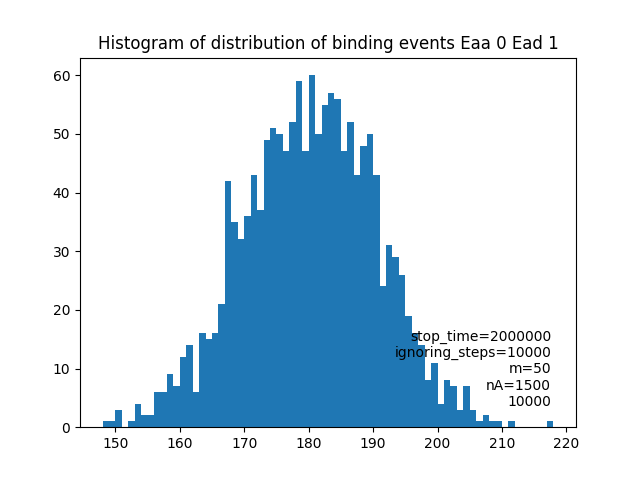 Histogram of distribution of binding events Eaa 0 Ead 1
60
50
40
30
20
10
0
stop_time=2000000
ignoring_steps=10000
m=50
nA=1500
10000
150 160 170 180 190 200 210 220